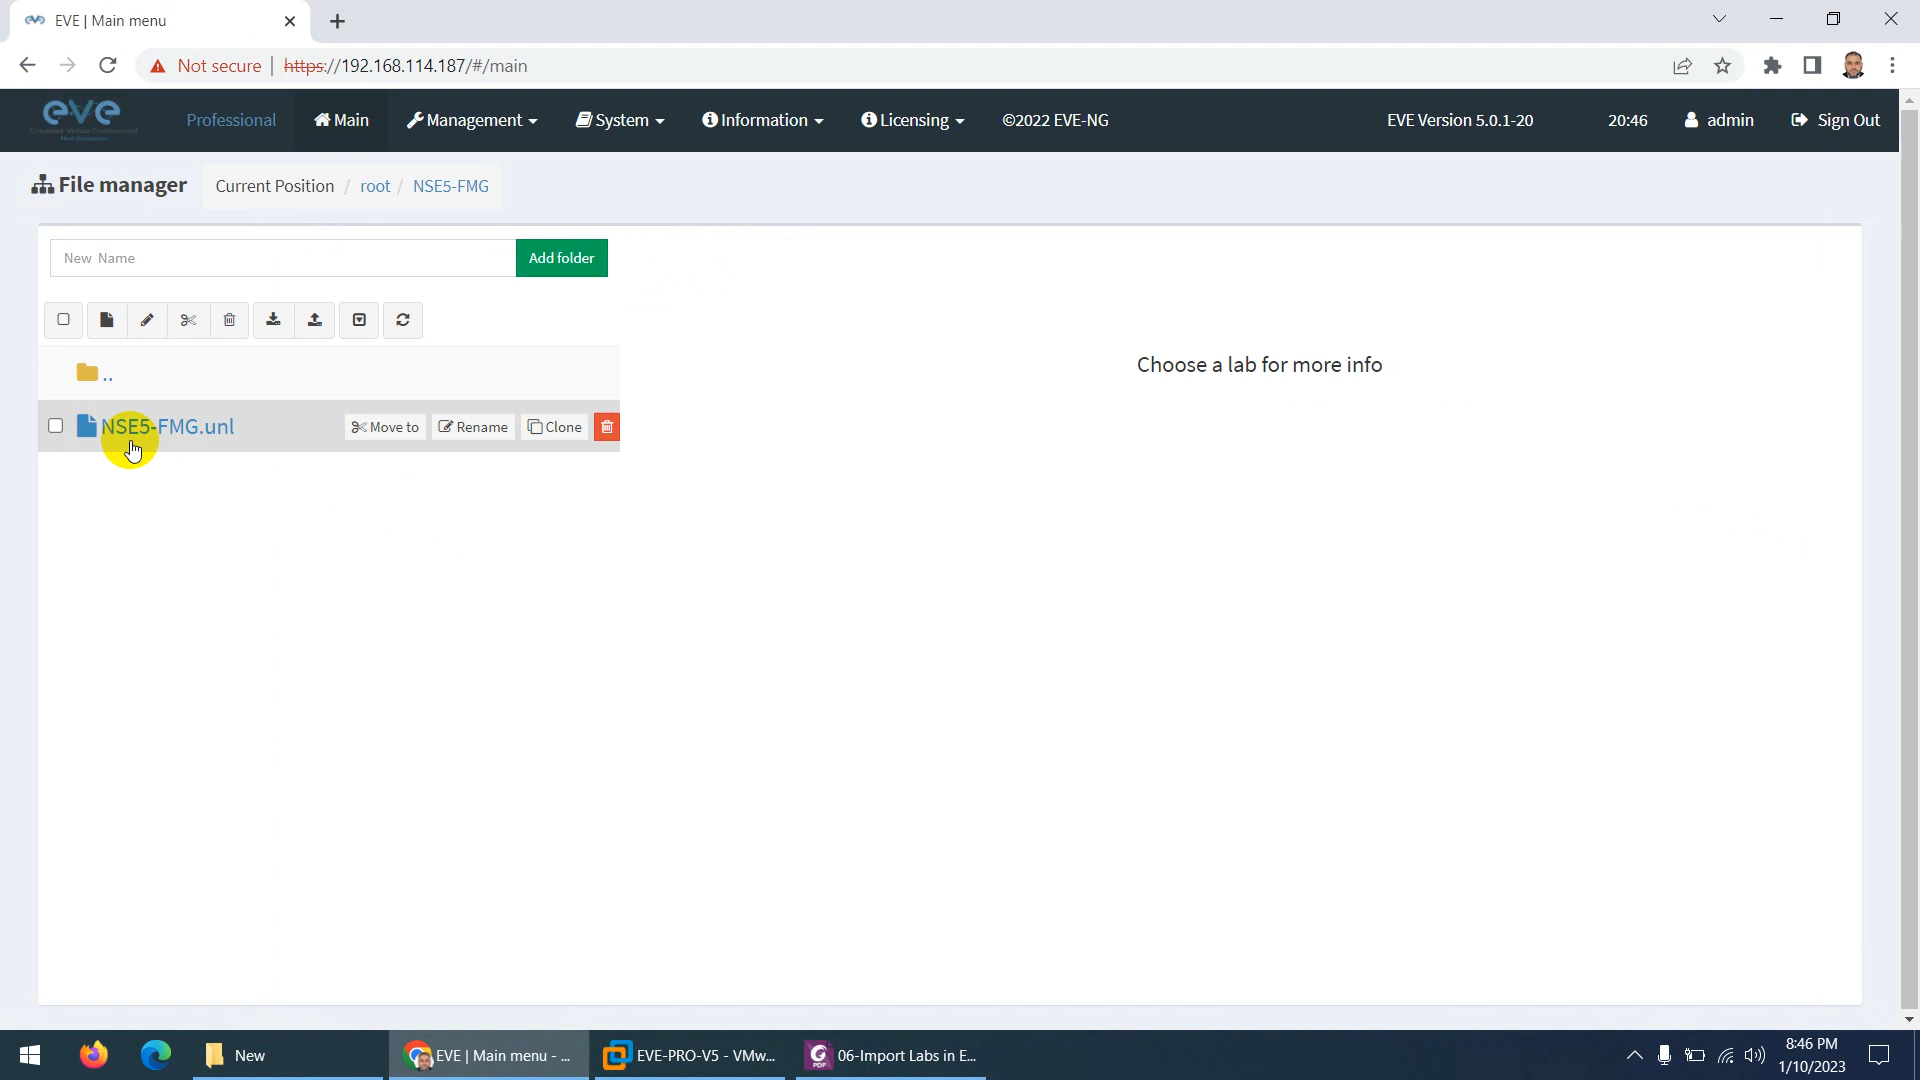 EVE | Main menu
Not secure | https://192.168.114.187/#/main
eve
Professional Main Management System Information Licensing ©2022 EVE-NG EVE Version 5.0.1-20 20:46 admin Sign Out
File manager Current Position / root / NSE5-FMG
New Name Add folder
..
Choose a lab for more info
NSE5-FMG.unl Move to Rename Clone
New EVE | Main menu - ... EVE-PRO-V5 - VMw... 06-Import Labs in E...
8:46 PM
1/10/2023